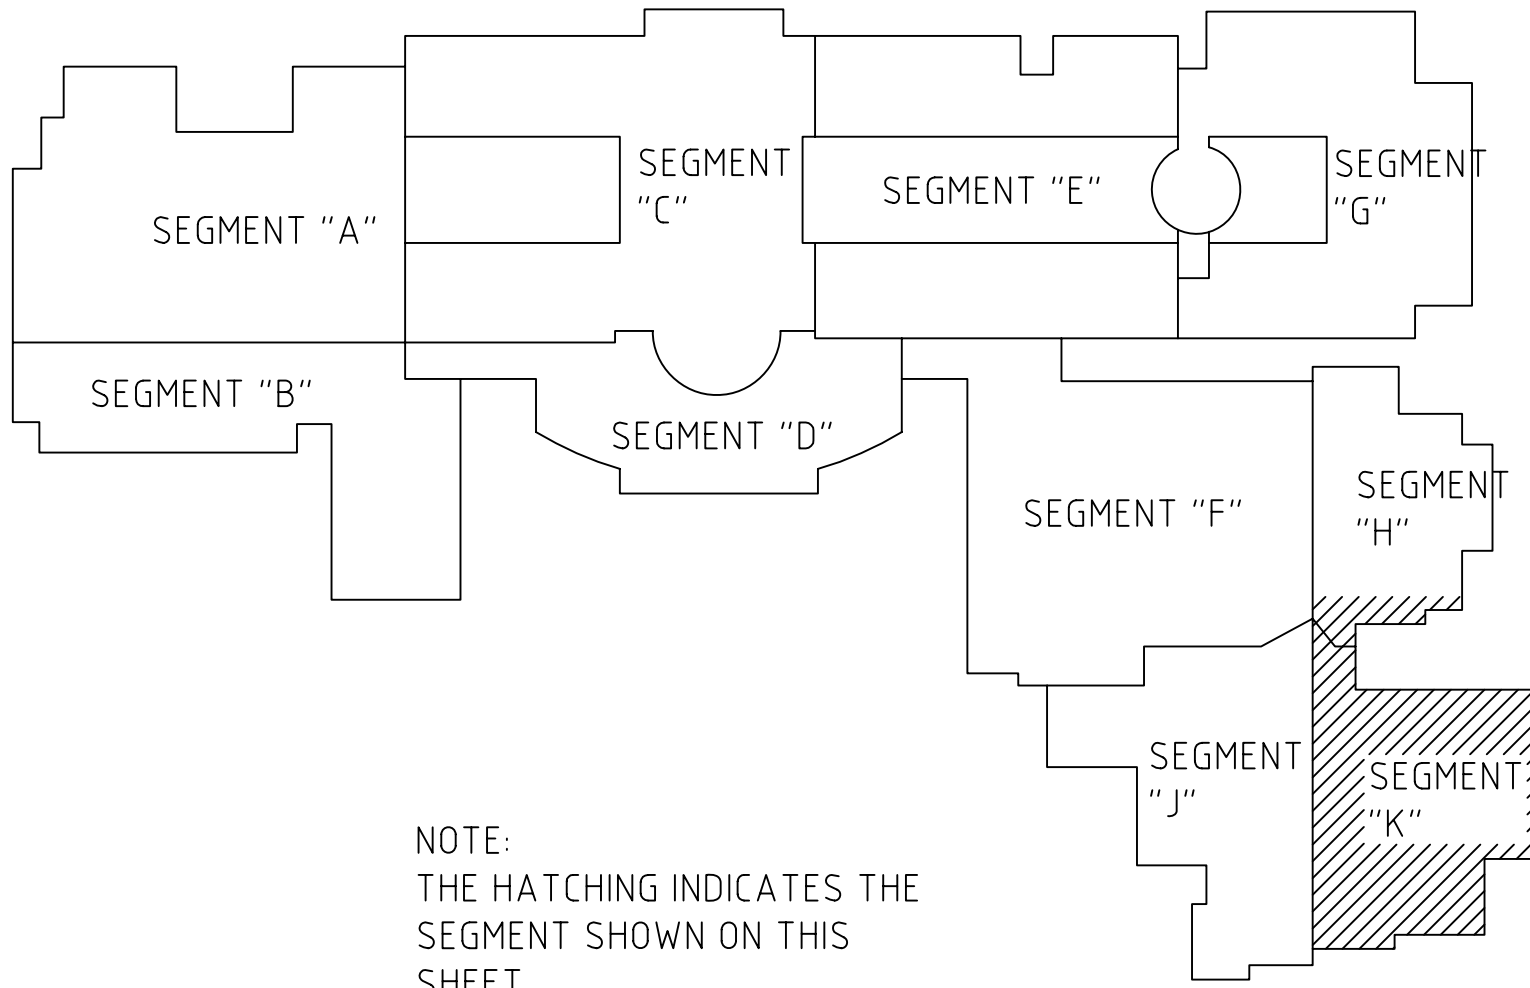 SEGMENT "A"
SEGMENT "B"
SEGMENT
"C"
SEGMENT "D"
SEGMENT "E"
SEGMENT "F"
SEGMENT
"G"
SEGMENT
"H"
SEGMENT
"J"
SEGMENT
"K"
NOTE:
THE HATCHING INDICATES THE
SEGMENT SHOWN ON THIS
SHEET